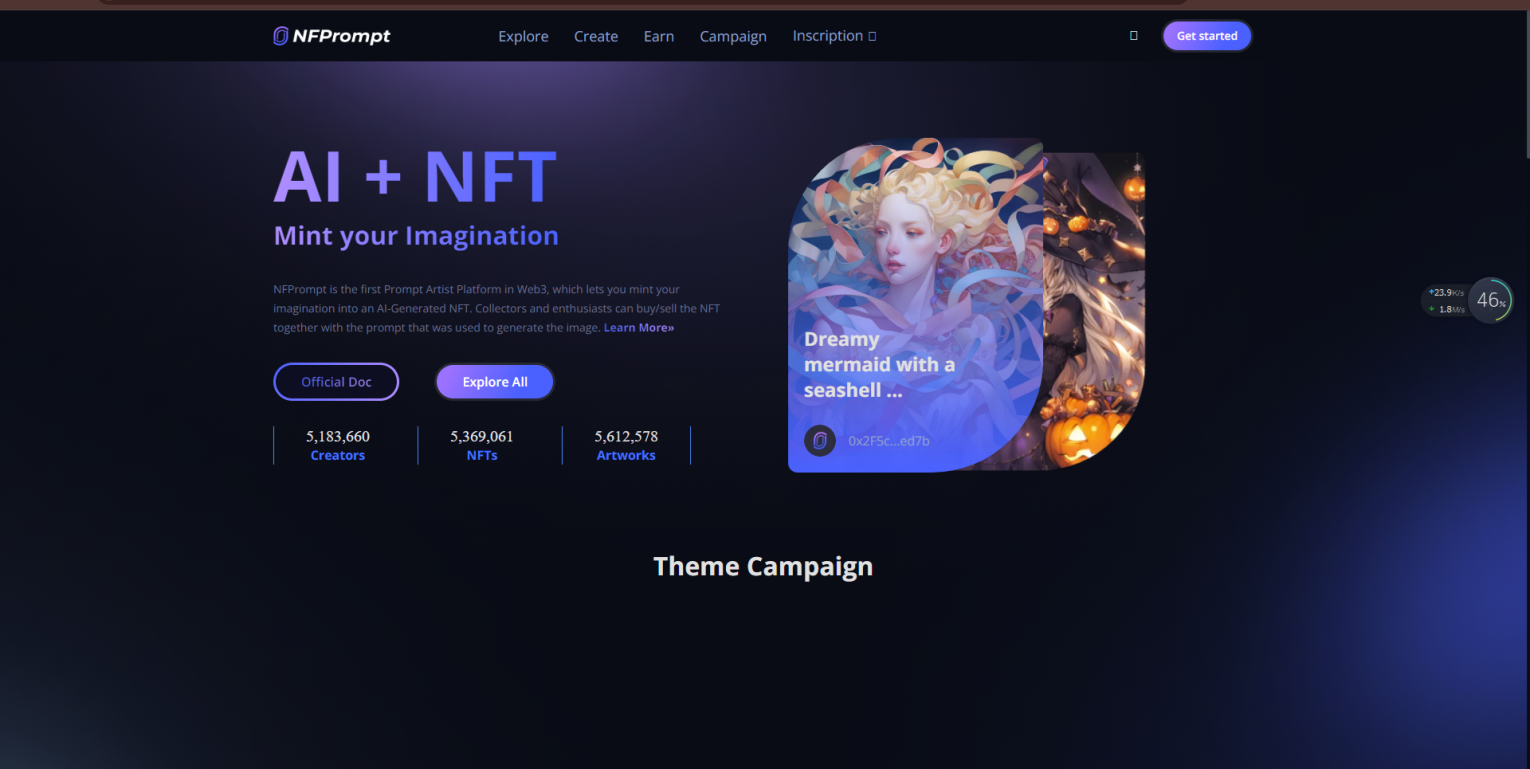 NFPrompt
Explore
Create
Earn
Campaign
Inscription
Get started
AI + NFT
Mint your Imagination
NFPrompt is the first Prompt Artist Platform in Web3, which lets you mint your
imagination into an AI-Generated NFT. Collectors and enthusiasts can buy/sell the NFT
together with the prompt that was used to generate the image. Learn More»
Official Doc
Explore All
5,183,660
Creators
5,369,061
NFTs
5,612,578
Artworks
Dreamy
mermaid with a
seashell ...
0x2F5c...ed7b
23.9K/s
1.8M/s
46%
Theme Campaign